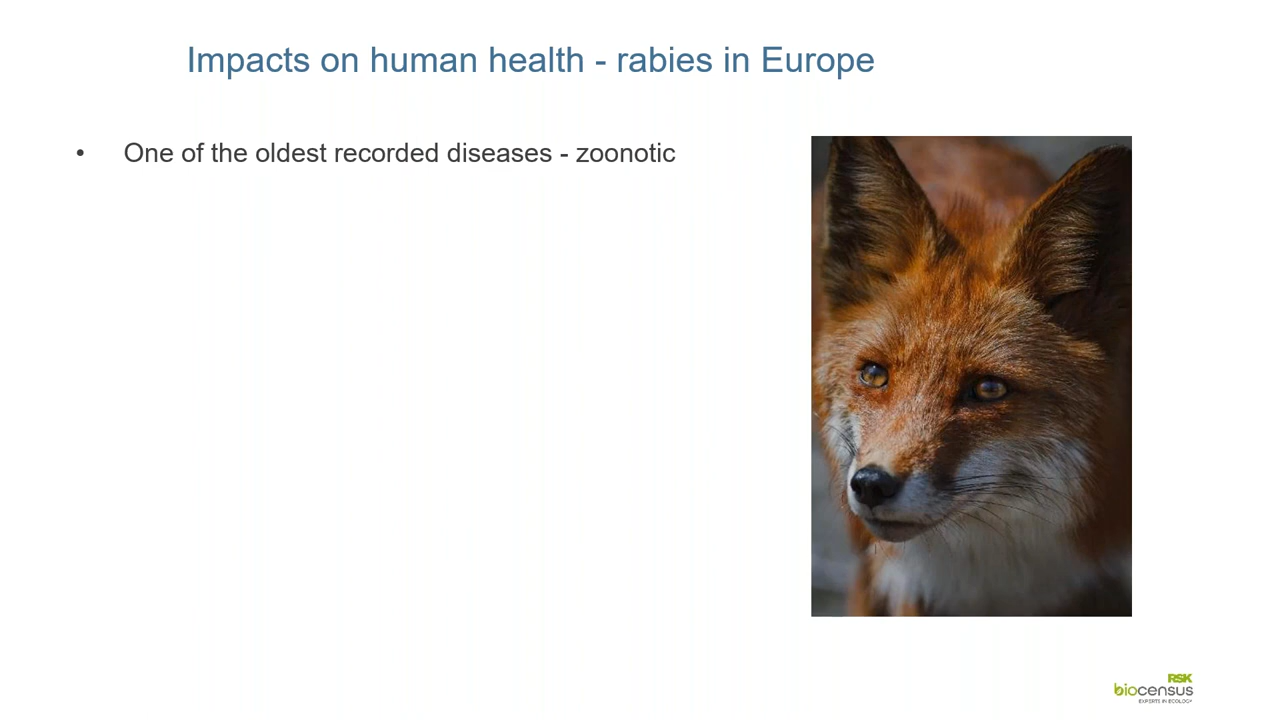 Impacts on human health - rabies in Europe
• One of the oldest recorded diseases - zoonotic
RSK
biocensus
EXPERTS IN ECOLOGY